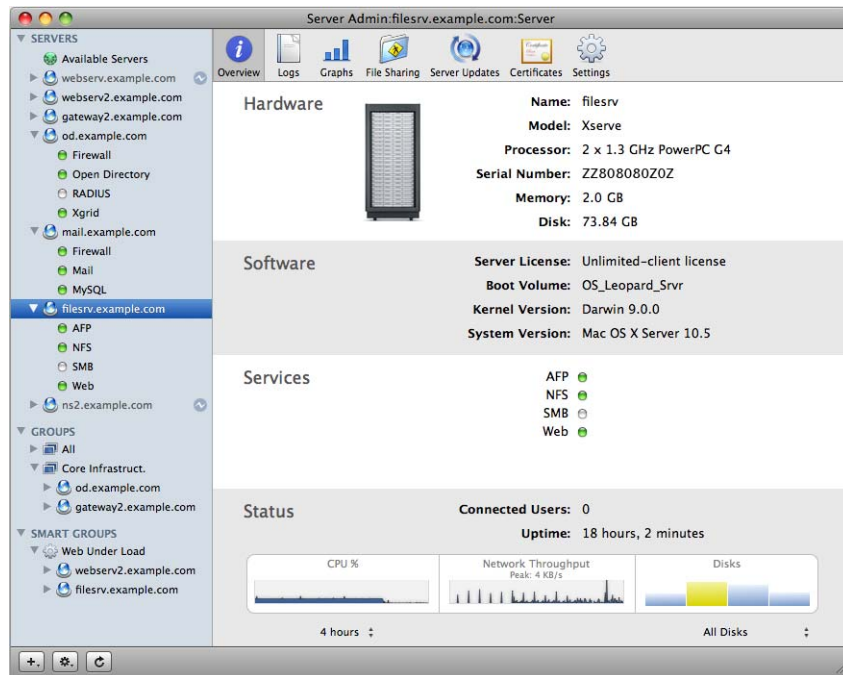 Server Admin:filesrv.example.com:Server
SERVERS
Available Servers
webserv.example.com
webserv2.example.com
gateway2.example.com
od.example.com
Firewall
Open Directory
RADIUS
Xgrid
mail.example.com
Firewall
Mail
MySQL
filesrv.example.com
AFP
NFS
SMB
Web
ns2.example.com
GROUPS
All
Core Infrastruct.
od.example.com
gateway2.example.com
SMART GROUPS
Web Under Load
webserv2.example.com
filesrv.example.com
Overview Logs Graphs File Sharing Server Updates Certificates Settings
Hardware
Name: filesrv
Model: Xserve
Processor: 2 x 1.3 GHz PowerPC G4
Serial Number: ZZ808080Z0Z
Memory: 2.0 GB
Disk: 73.84 GB
Software
Server License: Unlimited-client license
Boot Volume: OS_Leopard_Srvr
Kernel Version: Darwin 9.0.0
System Version: Mac OS X Server 10.5
Services
AFP
NFS
SMB
Web
Status
Connected Users: 0
Uptime: 18 hours, 2 minutes
CPU %
Network Throughput
Peak: 4 KB/s
Disks
4 hours
All Disks